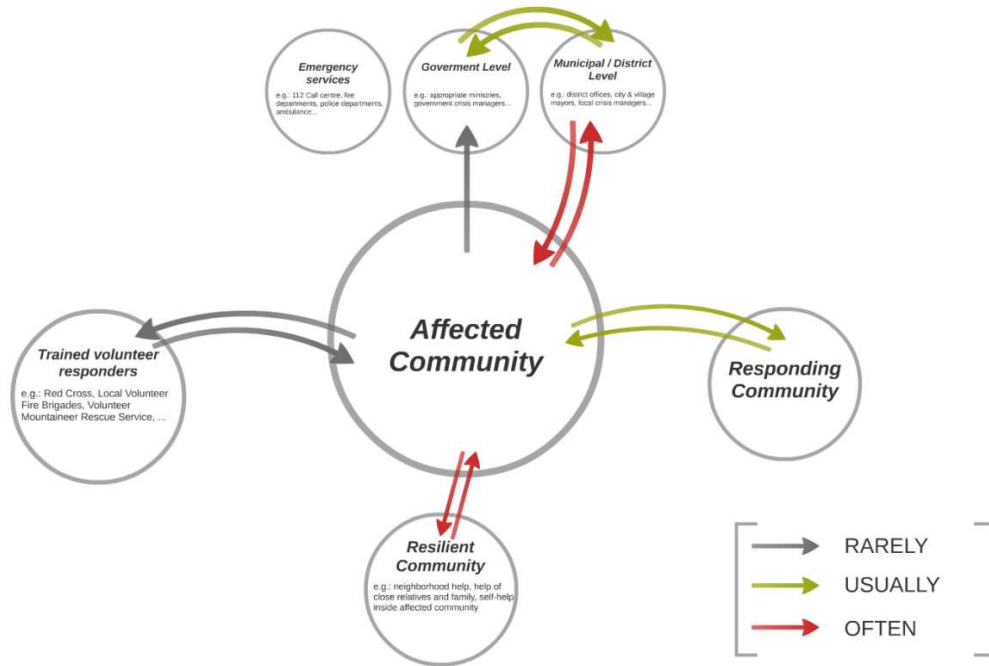 Emergency
services
e.g.: 112 Call centre, fire
departments, police departments,
ambulance...
Goverment Level
e.g.: appropriate ministries,
government crisis managers...
Municipal / District
Level
e.g.: district offices, city & village
mayors, local crisis managers...
Affected
Community
Trained volunteer
responders
e.g.: Red Cross, Local Volunteer
Fire Brigades, Volunteer
Mountaineer Rescue Service, ...
Responding
Community
Resilient
Community
e.g.: neighborhood help, help of
close relatives and family, self-help
inside affected community
RARELY
USUALLY
OFTEN